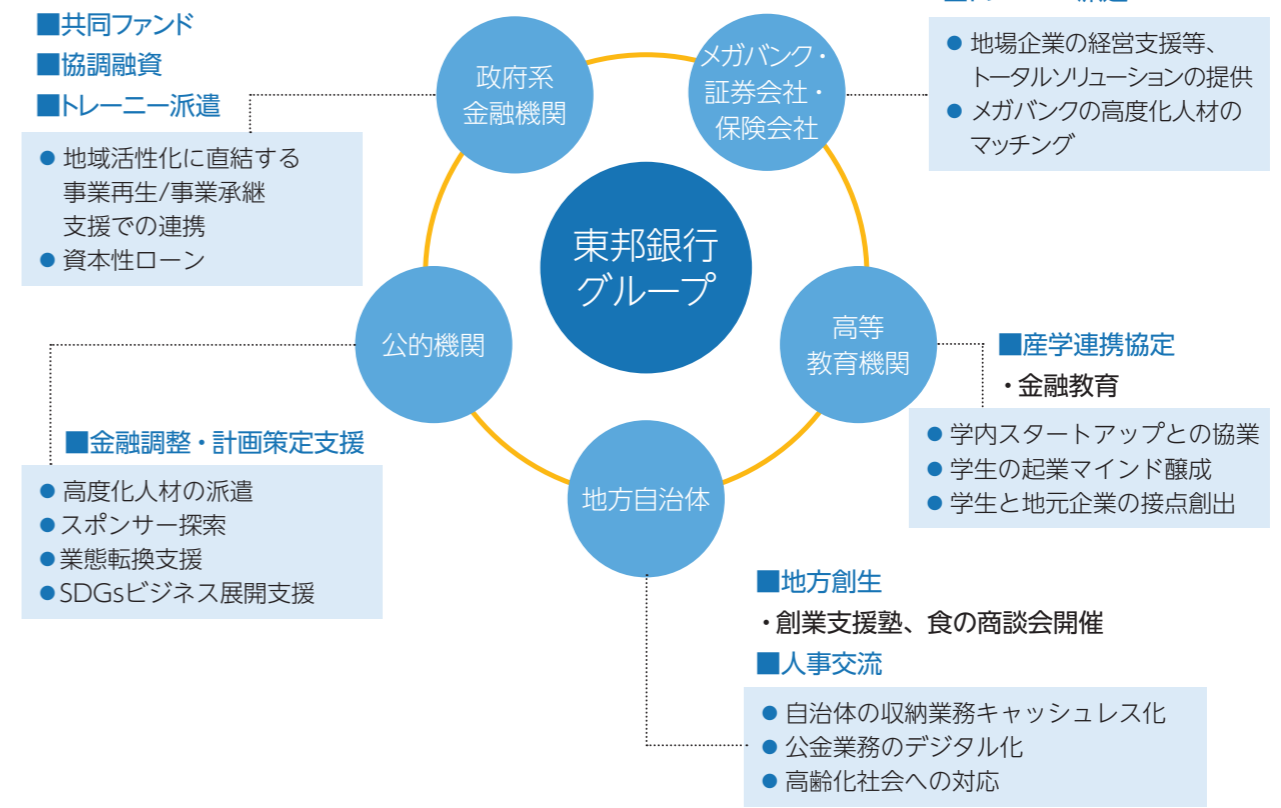 ■共同ファンド
■協調融資
■トレーニー派遣
● 地域活性化に直結する
事業再生/事業承継
支援での連携
● 資本性ローン
政府系
金融機関
メガバンク・
証券会社・
保険会社
● 地場企業の経営支援等、
トータルソリューションの提供
● メガバンクの高度化人材の
マッチング
東邦銀行
グループ
公的機関
高等
教育機関
■産学連携協定
・金融教育
● 学内スタートアップとの協業
● 学生の起業マインド醸成
● 学生と地元企業の接点創出
■金融調整・計画策定支援
● 高度化人材の派遣
● スポンサー探索
● 業態転換支援
● SDGsビジネス展開支援
地方自治体
■地方創生
・創業支援塾、食の商談会開催
■人事交流
● 自治体の収納業務キャッシュレス化
● 公金業務のデジタル化
● 高齢化社会への対応